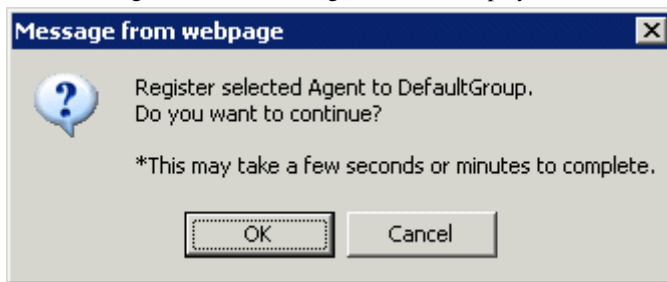 Message from webpage
Register selected Agent to DefaultGroup.
Do you want to continue?
*This may take a few seconds or minutes to complete.
OK Cancel